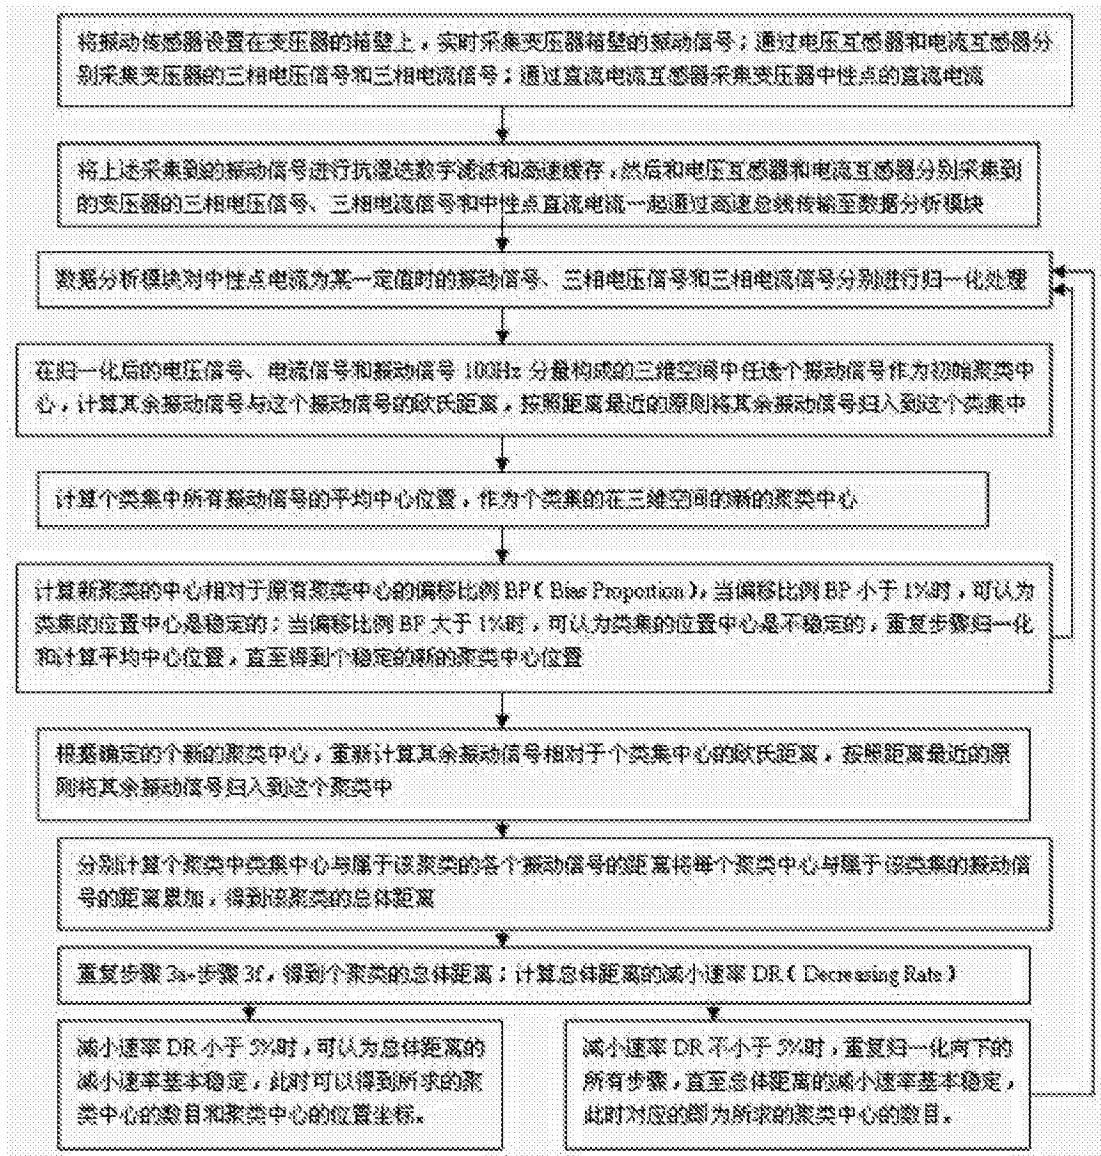 将振动传感器设置在变压器的箱壁上，实时采集变压器箱壁的振动信号；通过电压互感器和电流互感器分
别采集变压器的三相电压信号和三相电流信号；通过直流电流互感器采集变压器中性点的直流电流
将上述采集到的振动信号进行抗混迭数字滤波和高速缓存，然后和电压互感器和电流互感器分别采集到
的变压器的三相电压信号、三相电流信号和中性点直流电流一起通过高速总线传输至数据分析模块
数据分析模块对中性点电流为某一定值时的振动信号、三相电压信号和三相电流信号分别进行归一化处理
在归一化后的电压信号、电流信号和振动信号 100Hz 分量构成的三维空间中任选个振动信号作为初始聚类中
心，计算其余振动信号与这个振动信号的欧氏距离，按照距离最近的原则将其余振动信号归入到这个类集中
计算个类集中所有振动信号的平均中心位置，作为个类集的在三维空间的新的聚类中心
计算新聚类的中心相对于原有聚类中心的偏移比例 BP（Bias Proportion），当偏移比例 BP 小于 1%时，可认为
类集的位置中心是稳定的；当偏移比例 BP 大于 1%时，可认为类集的位置中心是不稳定的，重复步骤归一化
和计算平均中心位置，直至得到个稳定的新的聚类中心位置
根据确定的个新的聚类中心，重新计算其余振动信号相对于个类集中心的欧氏距离，按照距离最近的原
则将其余振动信号归入到这个聚类中
分别计算个聚类中类集中心与属于该聚类的各个振动信号的距离将每个聚类中心与属于该类集的振动信
号的距离累加，得到该聚类的总体距离
重复步骤 3a~步骤 3f，得到个聚类的总体距离；计算总体距离的减小速率 DR（Decreasing Rate）
减小速率 DR 小于 5%时，可认为总体距离的
减小速率基本稳定，此时可以得到所求的聚
类中心的数目和聚类中心的位置坐标。
减小速率 DR 不小于 5%时，重复归一化向下的
所有步骤，直至总体距离的减小速率基本稳定，
此时对应的即为所求的聚类中心的数目。